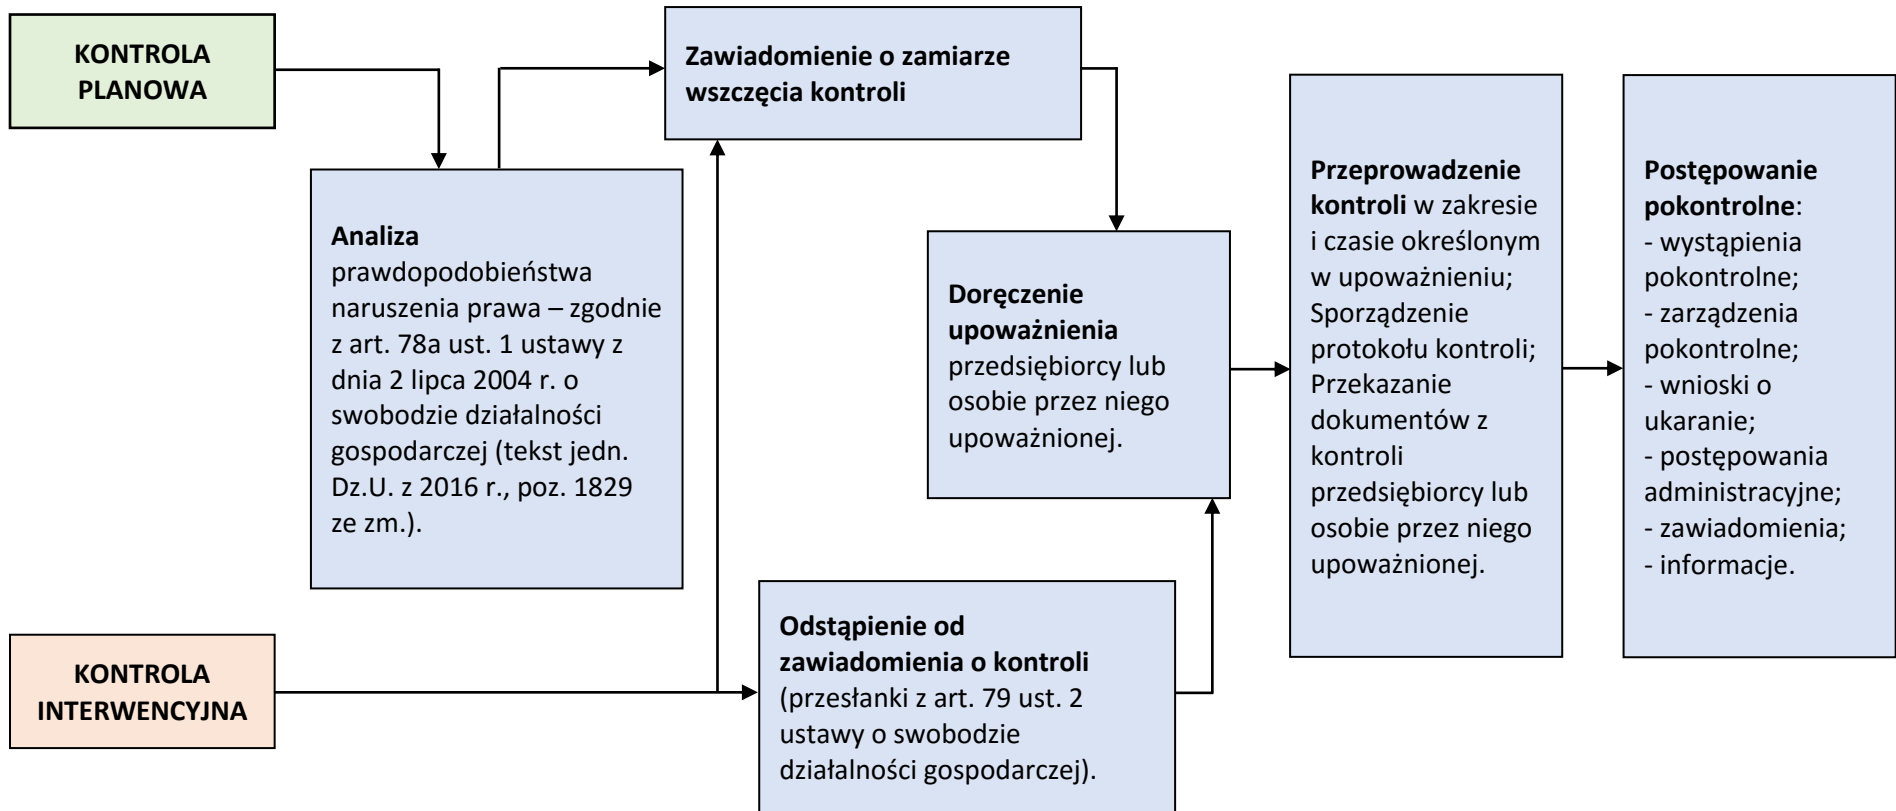 KONTROLA
PLANOWA
Zawiadomienie o zamiarze
wszczęcia kontroli
Analiza
prawdopodobieństwa
naruszenia prawa – zgodnie
z art. 78a ust. 1 ustawy z
dnia 2 lipca 2004 r. o
swobodzie działalności
gospodarczej (tekst jedn.
Dz.U. z 2016 r., poz. 1829
ze zm.).
KONTROLA
INTERWENCYJNA
Odstąpienie od
zawiadomienia o kontroli
(przesłanki z art. 79 ust. 2
ustawy o swobodzie
działalności gospodarczej).
Doręczenie
upoważnienia
przedsiębiorcy lub
osobie przez niego
upoważnionej.
Przeprowadzenie
kontroli w zakresie
i czasie określonym
w upoważnieniu;
Sporządzenie
protokołu kontroli;
Przekazanie
dokumentów z
kontroli
przedsiębiorcy lub
osobie przez niego
upoważnionej.
Postępowanie
pokontrolne:
- wystąpienia
pokontrolne;
- zarządzenia
pokontrolne;
- wnioski o
ukaranie;
- postępowania
administracyjne;
- zawiadomienia;
- informacje.